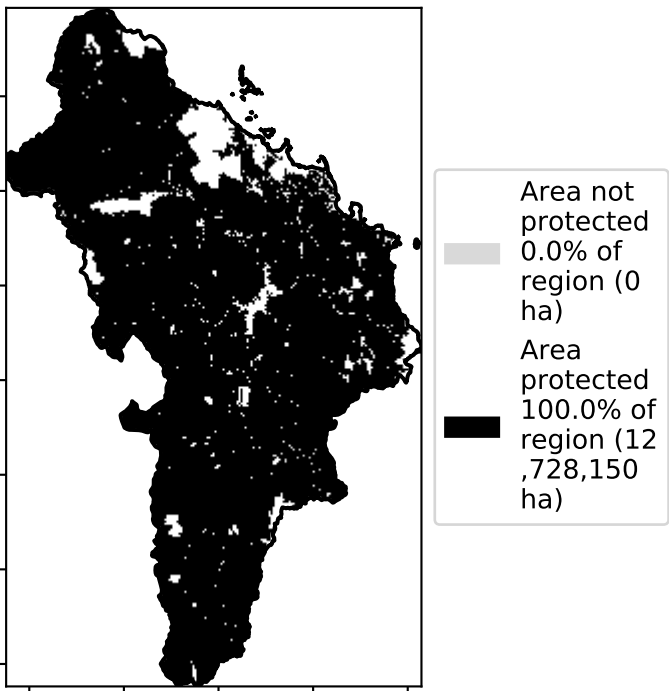 Area not
protected
0.0% of
region (0
ha)
Area
protected
100.0% of
region (12
,728,150
ha)